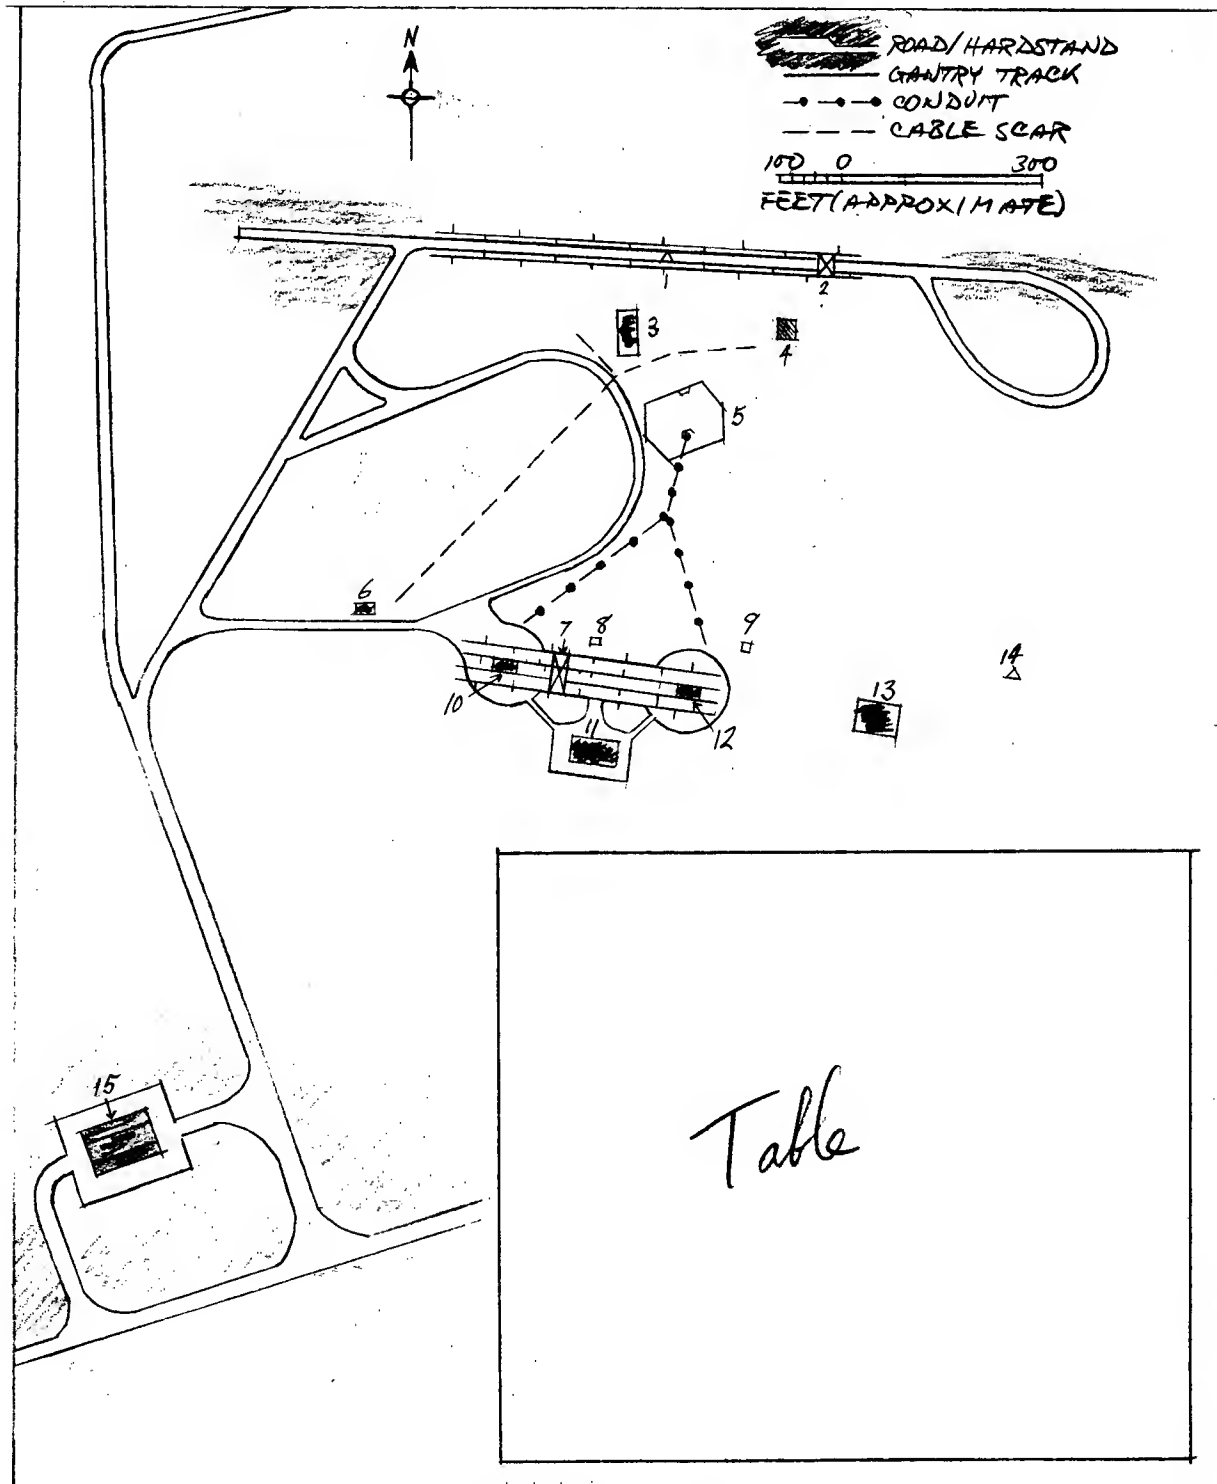 N
ROAD/HARDSTAND
GANTRY TRACK
CONDUIT
CABLE SCAR
100 0 300
FEET (APPROXIMATE)
1
2
3
4
5
6
7
8
9
10
11
12
13
14
15
Table